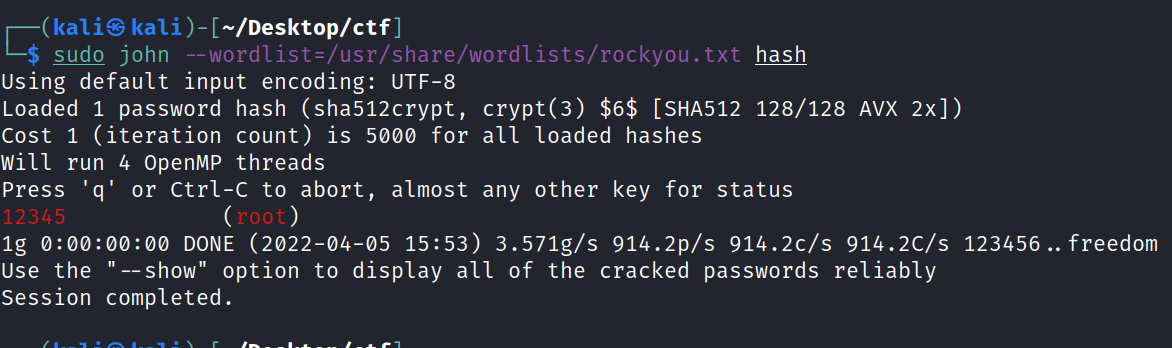 ┌──(kali㉿kali)-[~/Desktop/ctf]
└─$ sudo john --wordlist=/usr/share/wordlists/rockyou.txt hash
Using default input encoding: UTF-8
Loaded 1 password hash (sha512crypt, crypt(3) $6$ [SHA512 128/128 AVX 2x])
Cost 1 (iteration count) is 5000 for all loaded hashes
Will run 4 OpenMP threads
Press 'q' or Ctrl-C to abort, almost any other key for status
12345            (root)
1g 0:00:00:00 DONE (2022-04-05 15:53) 3.571g/s 914.2p/s 914.2c/s 914.2C/s 123456..freedom
Use the "--show" option to display all of the cracked passwords reliably
Session completed.
┌──(kali㉿kali)-[~/Desktop/ctf]